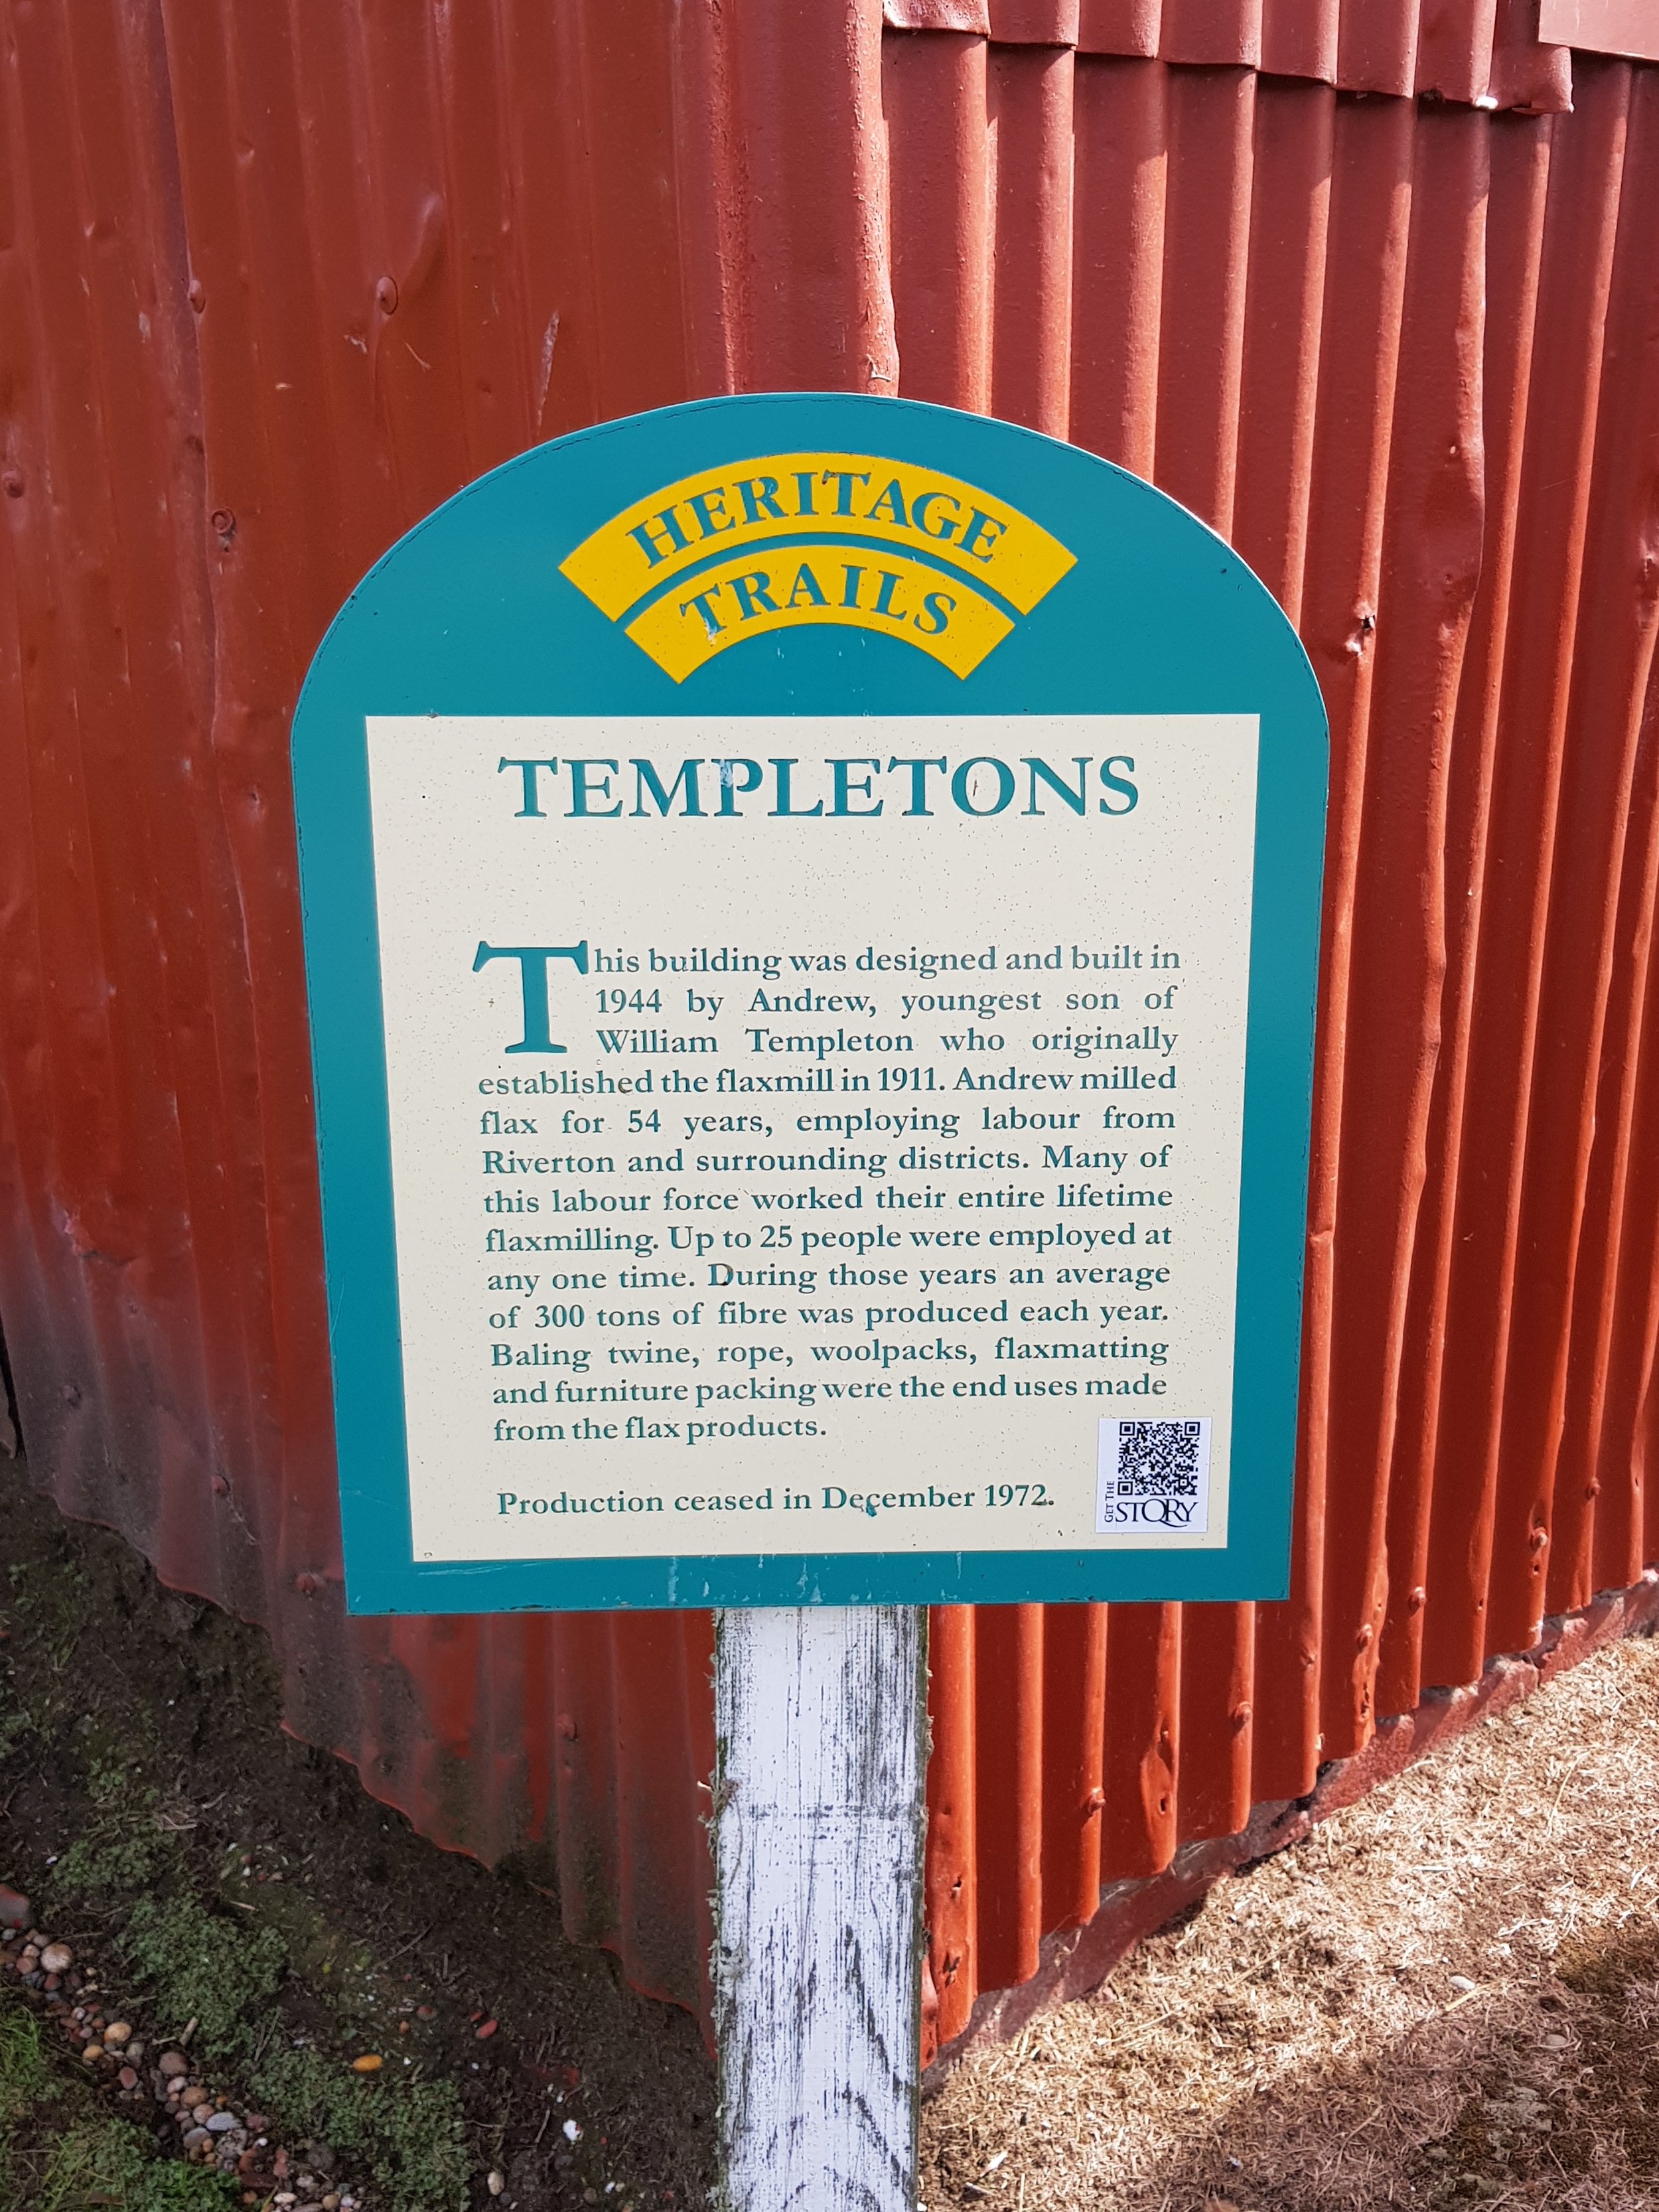 HERITAGE
TRAILS
TEMPLETONS
This building was designed and built in
1944 by Andrew, youngest son of
William Templeton who originally
established the flaxmill in 1911. Andrew milled
flax for 54 years, employing labour from
Riverton and surrounding districts. Many of
this labour force worked their entire lifetime
flaxmilling. Up to 25 people were employed at
any one time. During those years an average
of 300 tons of fibre was produced each year.
Baling twine, rope, woolpacks, flaxmatting
and furniture packing were the end uses made
from the flax products.
Production ceased in December 1972.
GET THE
STQRY